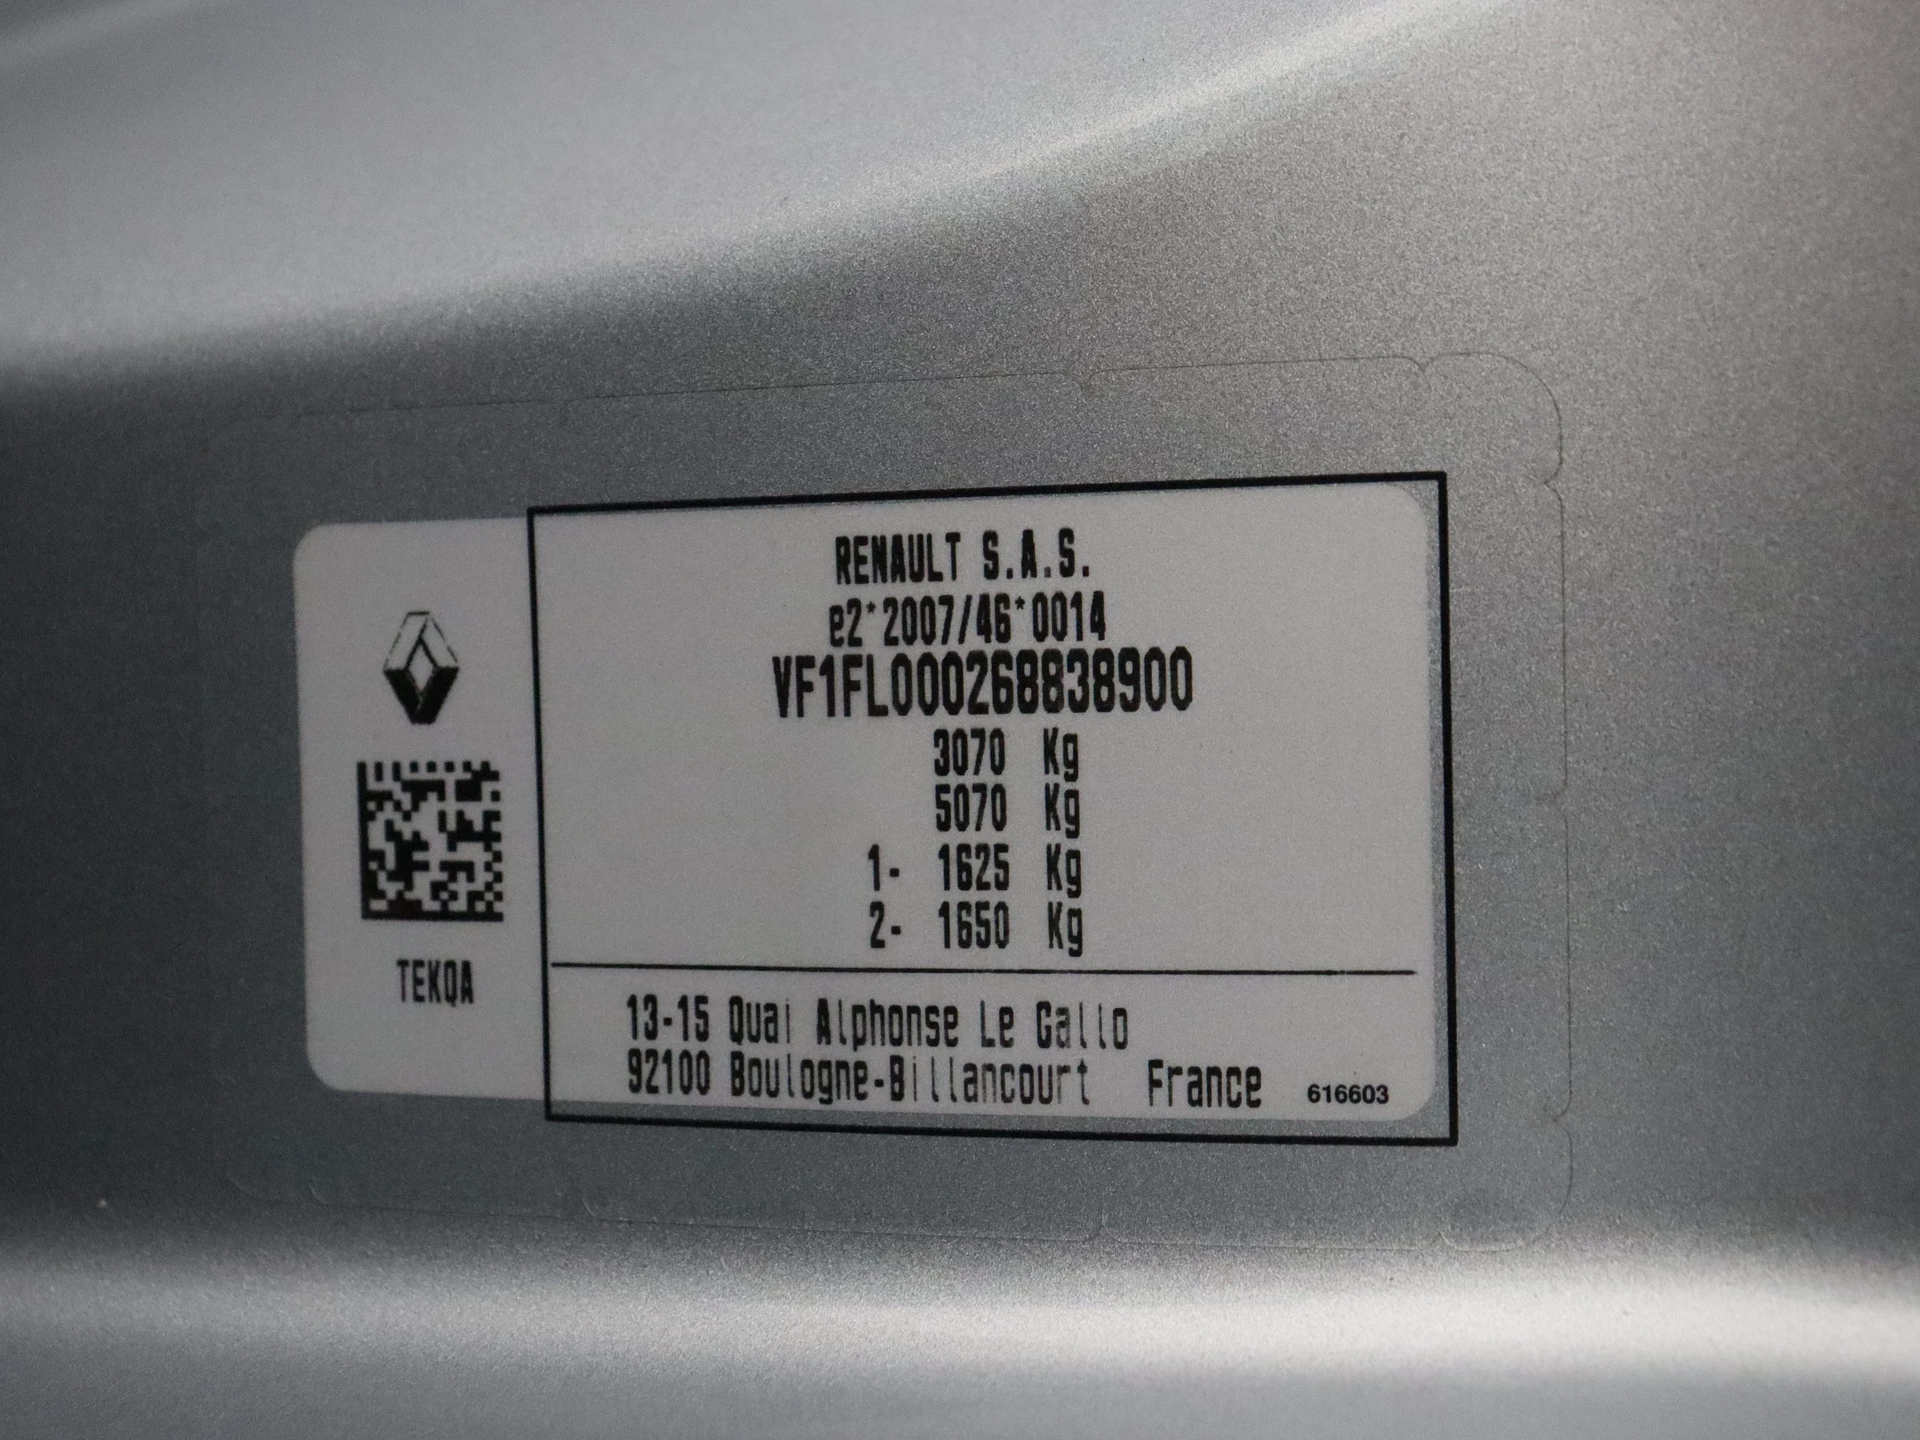 RENAULT S.A.S.
e2*2007/46*0014
VF1FL000268838900
3070 Kg
5070 Kg
1- 1625 Kg
2- 1650 Kg
TEKQA
13-15 Quai Alphonse Le Gallo
92100 Boulogne-Billancourt France 616603